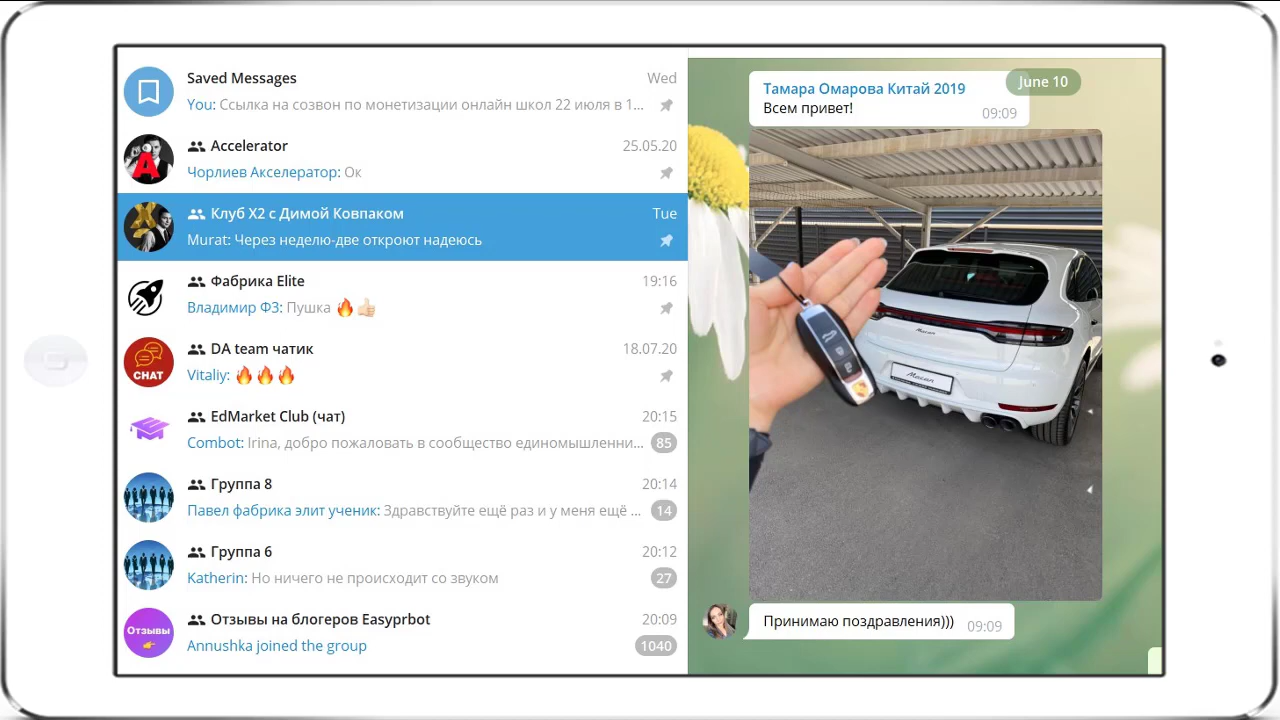 Saved Messages
Wed
You: Ссылка на созвон по монетизации онлайн школ 22 июля в 1...
Accelerator
25.05.20
A
Чорлиев Акселератор: Ок
Клуб Х2 с Димой Ковпаком
Tue
Murat: Через неделю-две откроют надеюсь
Фабрика Elite
19:16
Владимир ФЗ: Пушка 🔥👍🏻
DA team чатик
18.07.20
CHAT
Vitaliy: 🔥🔥🔥
EdMarket Club (чат)
20:15
Combot: Irina, добро пожаловать в сообщество единомышленни...
85
Группа 8
20:14
Павел фабрика элит ученик: Здравствуйте ещё раз и у меня ещё ...
14
Группа 6
20:12
Katherin: Но ничего не происходит со звуком
27
Отзывы на блогеров Easyprbot
20:09
Отзывы
Annushka joined the group
1040
June 10
Тамара Омарова Китай 2019
Всем привет!
09:09
Macan
Macan
Принимаю поздравления)))
09:09